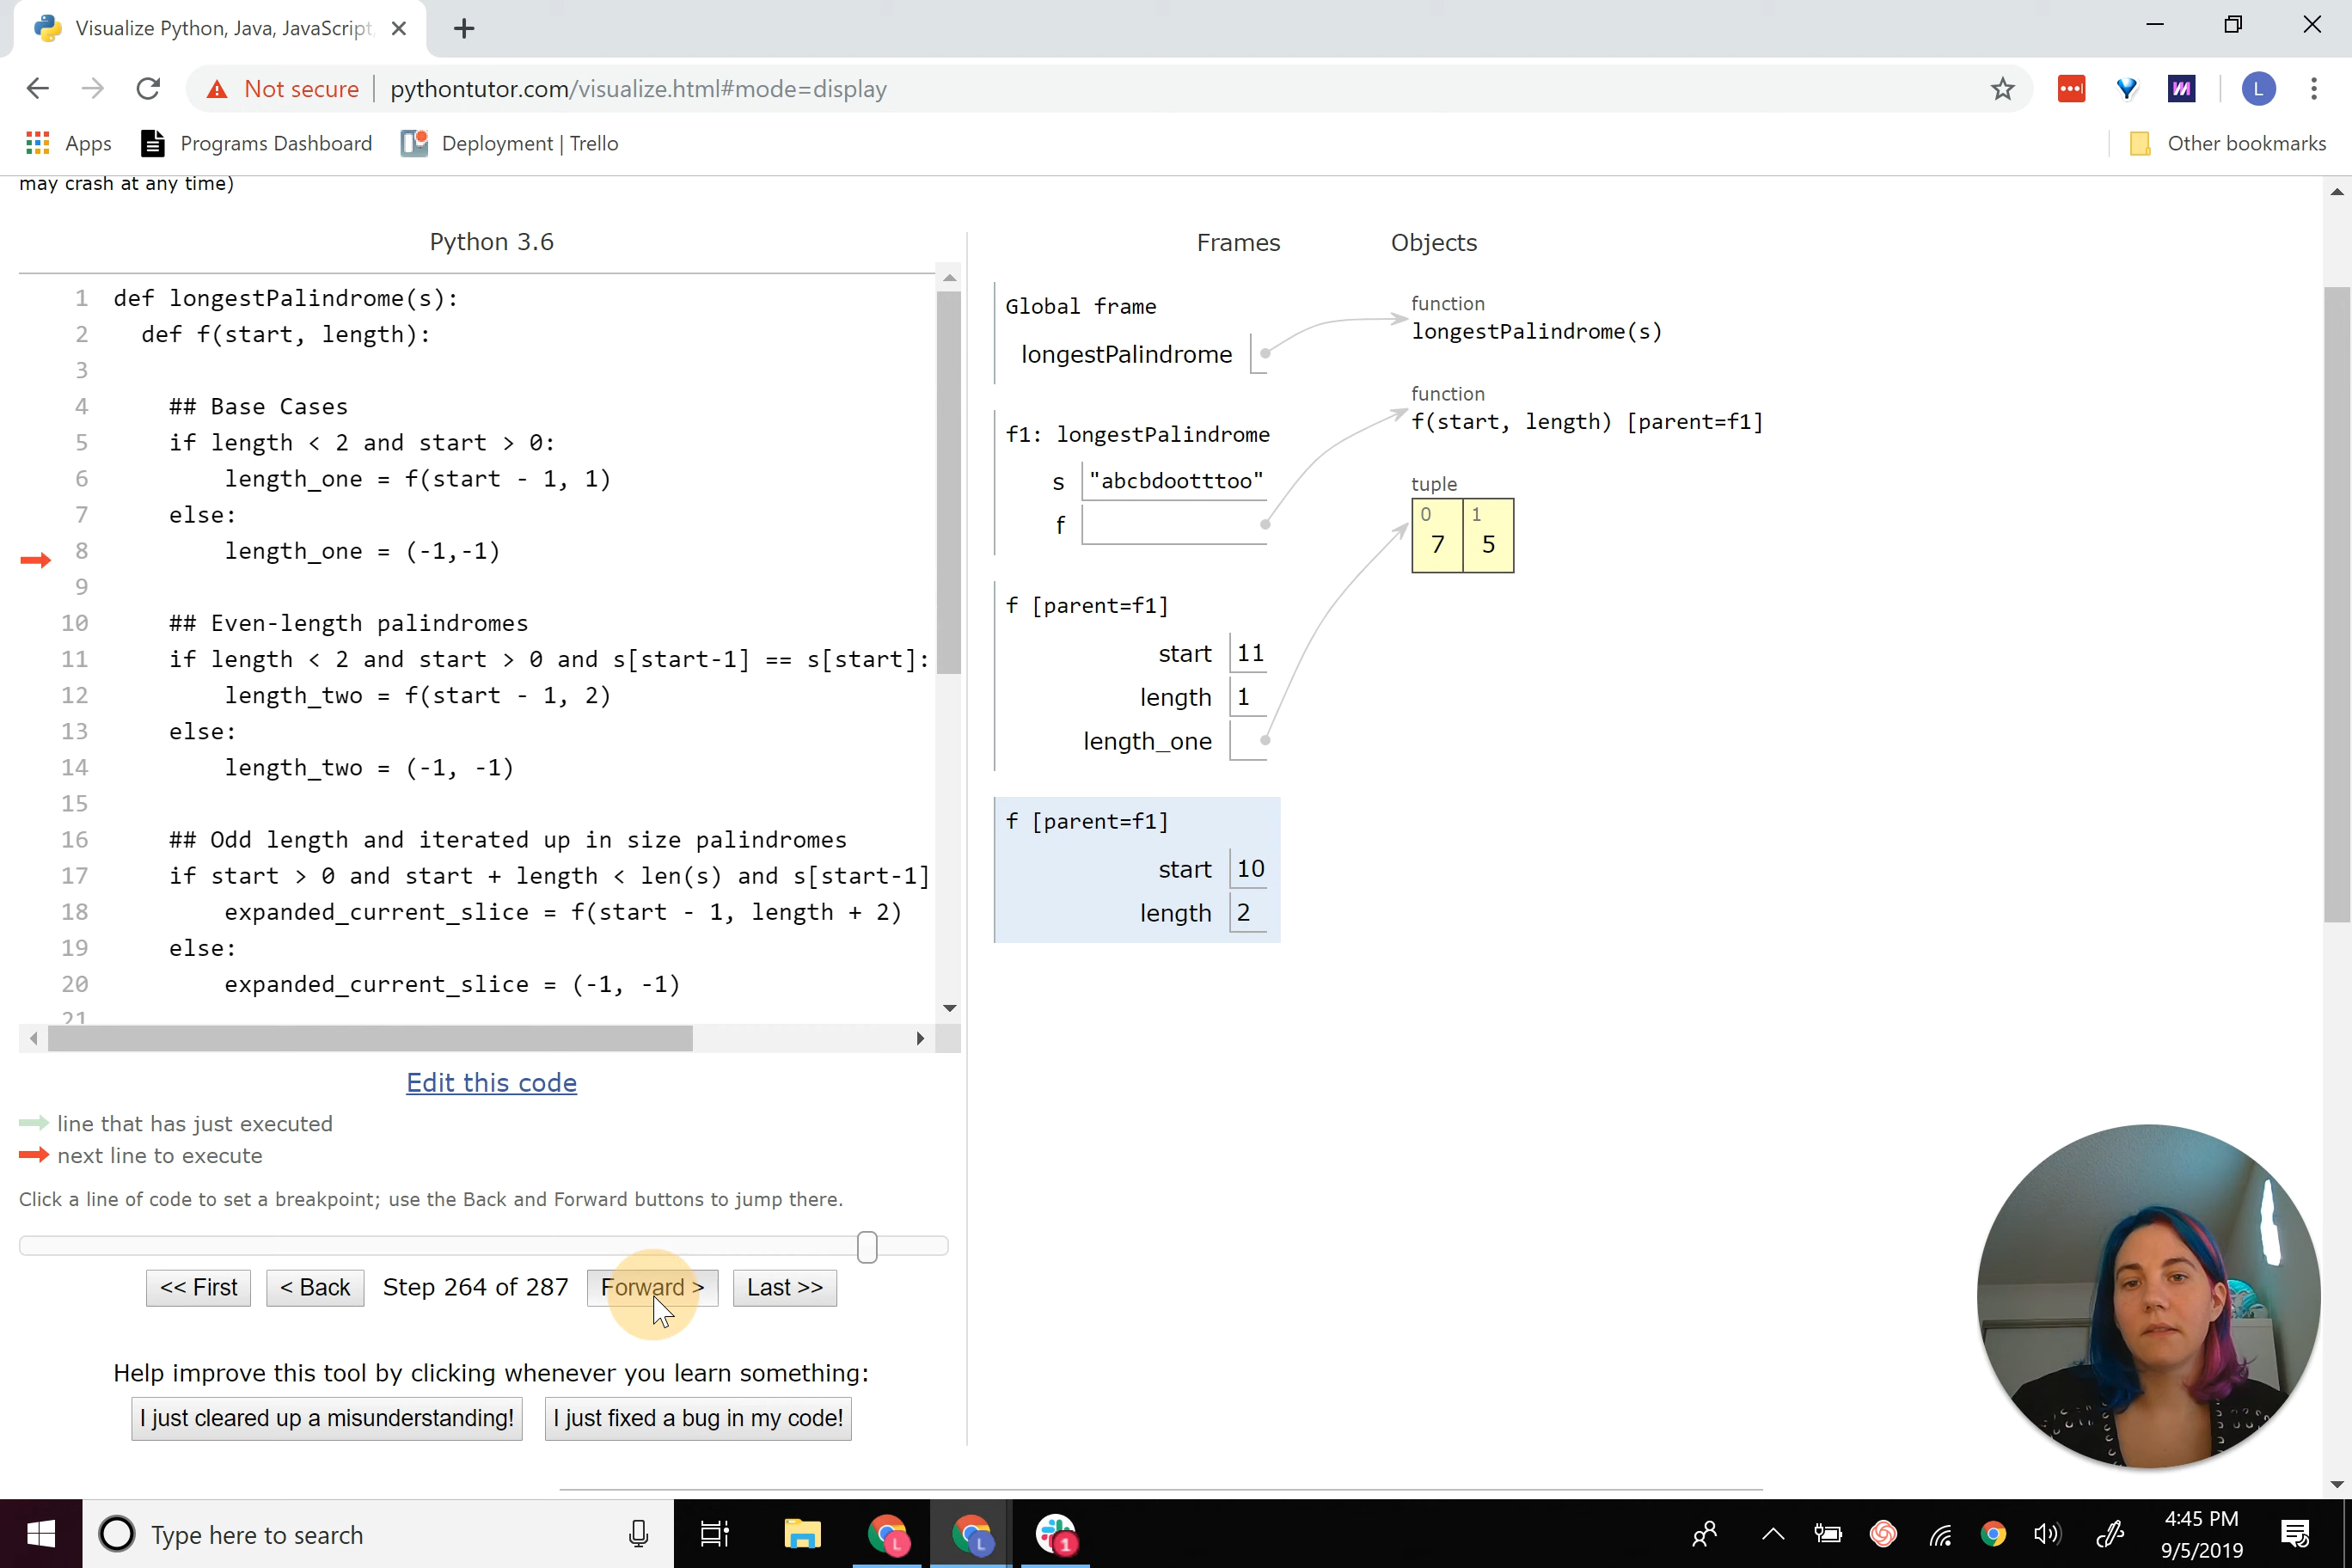 Visualize Python, Java, JavaScript,
Not secure
pythontutor.com/visualize.html#mode=display
L
Apps
Programs Dashboard
Deployment | Trello
Other bookmarks
may crash at any time)
Python 3.6
1 def longestPalindrome(s):
2 def f(start, length):
3
4 ## Base Cases
5 if length < 2 and start > 0:
6 length_one = f(start - 1, 1)
7 else:
8 length_one = (-1,-1)
9
10 ## Even-length palindromes
11 if length < 2 and start > 0 and s[start-1] == s[start]:
12 length_two = f(start - 1, 2)
13 else:
14 length_two = (-1, -1)
15
16 ## Odd length and iterated up in size palindromes
17 if start > 0 and start + length < len(s) and s[start-1]
18 expanded_current_slice = f(start - 1, length + 2)
19 else:
20 expanded_current_slice = (-1, -1)
21
Edit this code
line that has just executed
next line to execute
Click a line of code to set a breakpoint; use the Back and Forward buttons to jump there.
<< First
< Back
Step 264 of 287
Forward >
Last >>
Help improve this tool by clicking whenever you learn something:
I just cleared up a misunderstanding!
I just fixed a bug in my code!
Frames
Objects
Global frame
longestPalindrome
function
longestPalindrome(s)
function
f(start, length) [parent=f1]
f1: longestPalindrome
s "abcbdootttoo"
f
tuple
0 1
7 5
f [parent=f1]
start 11
length 1
length_one
f [parent=f1]
start 10
length 2
Type here to search
L
L
1
4:45 PM
9/5/2019